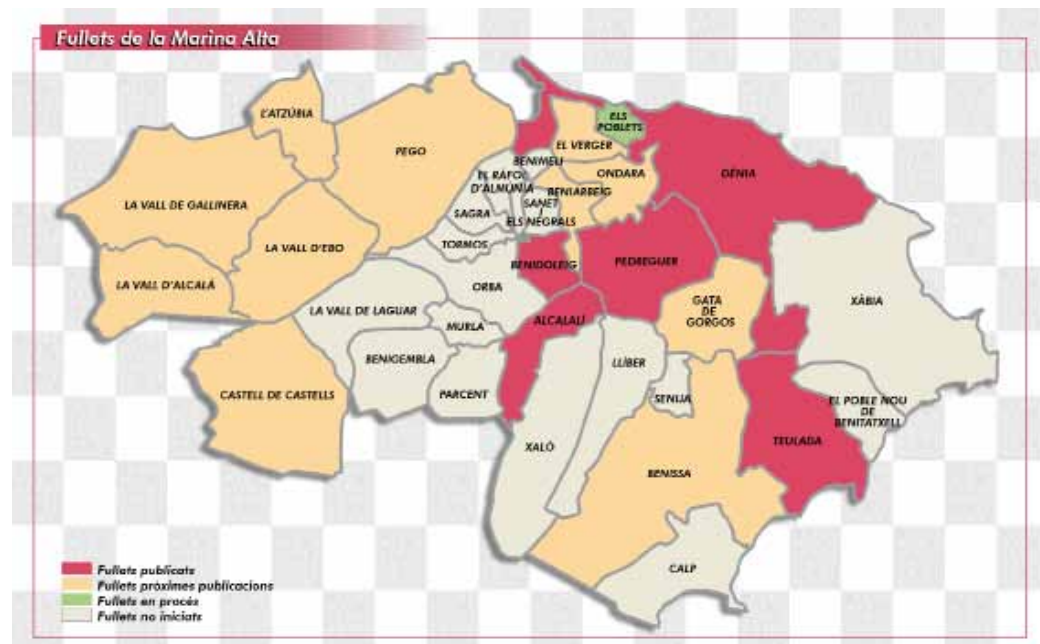 Fullets de la Marina Alta
L'ATZÚBIA
ELS
POBLETS
PEGO
EL VERGER
BENIMELI
ONDARA
DÉNIA
EL RÀFOL
D'ALMÚNIA
BENIARBEIG
SANET
I
ELS NEGRALS
LA VALL DE GALLINERA
SAGRA
TORMOS
LA VALL D'EBO
BENIDOLEIG
PEDREGUER
LA VALL D'ALCALÀ
ORBA
XÀBIA
GATA
DE
GORGOS
LA VALL DE LAGUAR
ALCALALÍ
MURLA
BENIGEMBLA
LLÍBER
CASTELL DE CASTELLS
PARCENT
SENIJA
EL POBLE NOU
DE
BENITATXELL
TEULADA
XALÓ
BENISSA
CALP
Fullets publicats
Fullets pròximes publicacions
Fullets en procés
Fullets no iniciats